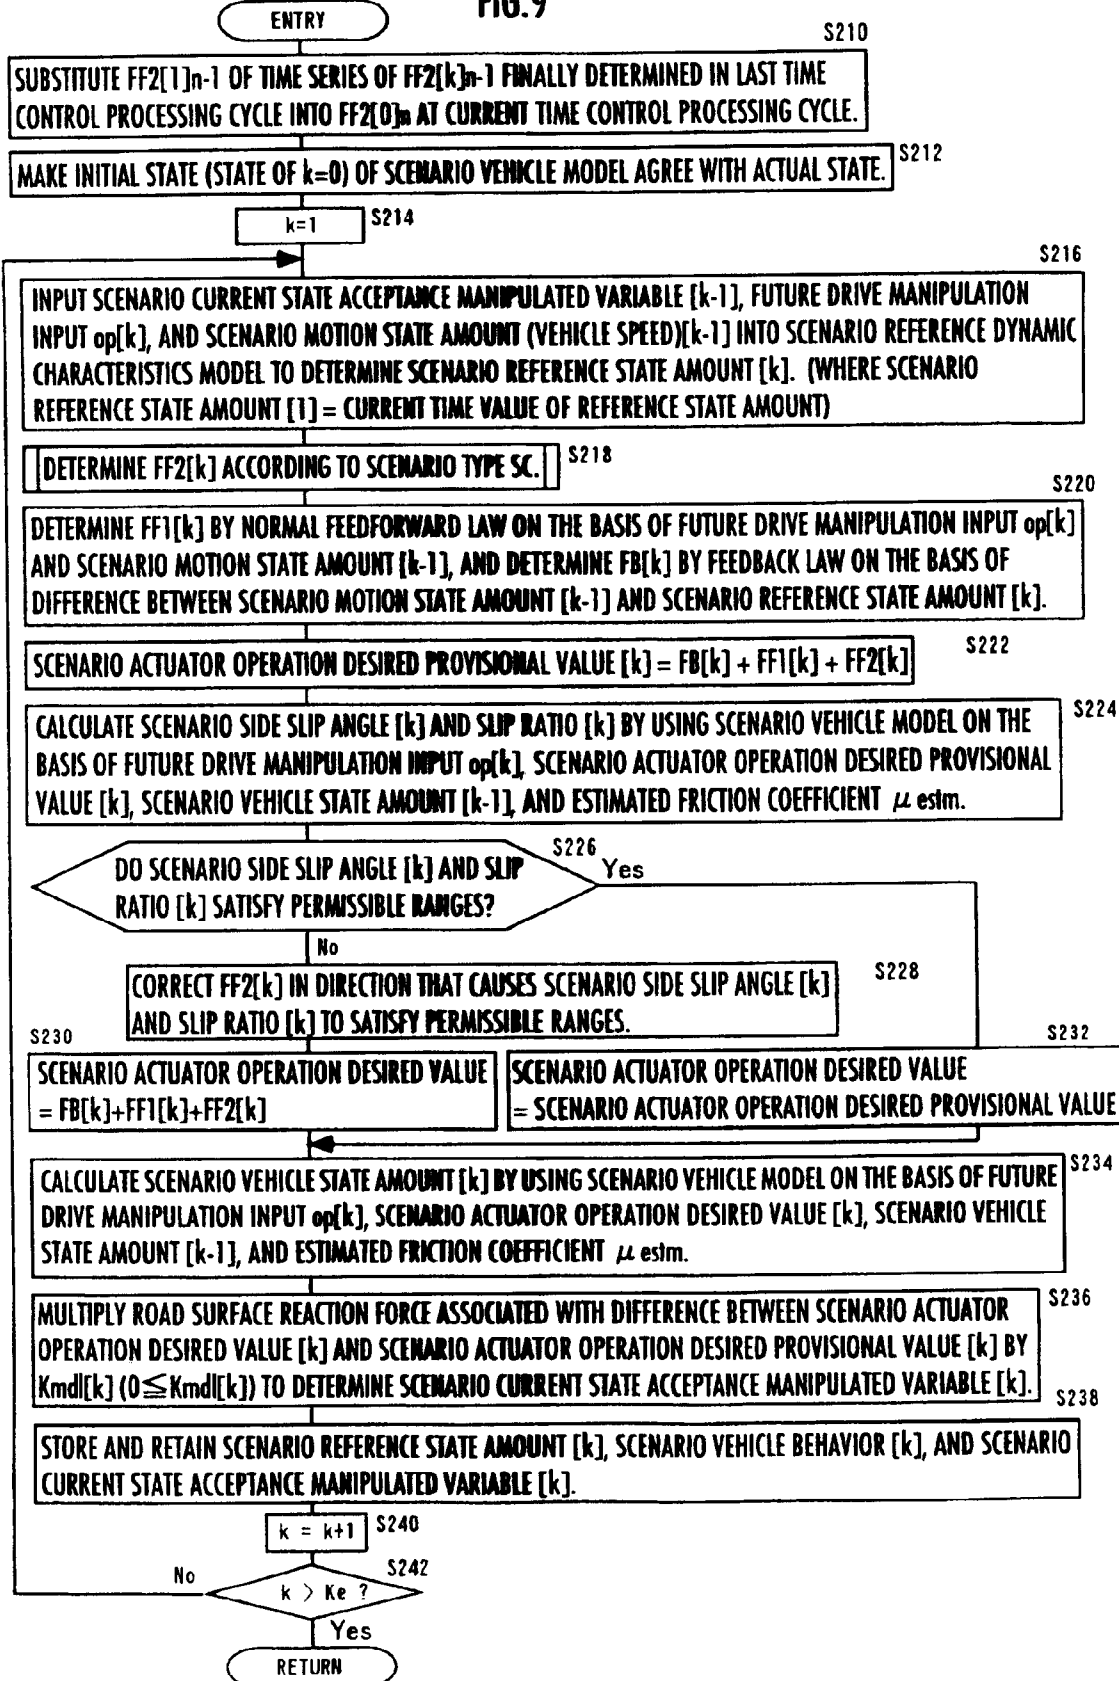 FIG.9
ENTRY
S210
SUBSTITUTE FF2[1]n-1 OF TIME SERIES OF FF2[k]n-1 FINALLY DETERMINED IN LAST TIME
CONTROL PROCESSING CYCLE INTO FF2[0]n AT CURRENT TIME CONTROL PROCESSING CYCLE.
S212
MAKE INITIAL STATE (STATE OF k=0) OF SCENARIO VEHICLE MODEL AGREE WITH ACTUAL STATE.
k=1
S214
S216
INPUT SCENARIO CURRENT STATE ACCEPTANCE MANIPULATED VARIABLE [k-1], FUTURE DRIVE MANIPULATION
INPUT op[k], AND SCENARIO MOTION STATE AMOUNT (VEHICLE SPEED)[k-1] INTO SCENARIO REFERENCE DYNAMIC
CHARACTERISTICS MODEL TO DETERMINE SCENARIO REFERENCE STATE AMOUNT [k]. (WHERE SCENARIO
REFERENCE STATE AMOUNT [1] = CURRENT TIME VALUE OF REFERENCE STATE AMOUNT)
DETERMINE FF2[k] ACCORDING TO SCENARIO TYPE SC.
S218
S220
DETERMINE FF1[k] BY NORMAL FEEDFORWARD LAW ON THE BASIS OF FUTURE DRIVE MANIPULATION INPUT op[k]
AND SCENARIO MOTION STATE AMOUNT [k-1], AND DETERMINE FB[k] BY FEEDBACK LAW ON THE BASIS OF
DIFFERENCE BETWEEN SCENARIO MOTION STATE AMOUNT [k-1] AND SCENARIO REFERENCE STATE AMOUNT [k].
S222
SCENARIO ACTUATOR OPERATION DESIRED PROVISIONAL VALUE [k] = FB[k] + FF1[k] + FF2[k]
S224
CALCULATE SCENARIO SIDE SLIP ANGLE [k] AND SLIP RATIO [k] BY USING SCENARIO VEHICLE MODEL ON THE
BASIS OF FUTURE DRIVE MANIPULATION INPUT op[k], SCENARIO ACTUATOR OPERATION DESIRED PROVISIONAL
VALUE [k], SCENARIO VEHICLE STATE AMOUNT [k-1], AND ESTIMATED FRICTION COEFFICIENT μ estm.
S226
DO SCENARIO SIDE SLIP ANGLE [k] AND SLIP
RATIO [k] SATISFY PERMISSIBLE RANGES?
Yes
No
S228
CORRECT FF2[k] IN DIRECTION THAT CAUSES SCENARIO SIDE SLIP ANGLE [k]
AND SLIP RATIO [k] TO SATISFY PERMISSIBLE RANGES.
S230
SCENARIO ACTUATOR OPERATION DESIRED VALUE
= FB[k]+FF1[k]+FF2[k]
S232
SCENARIO ACTUATOR OPERATION DESIRED VALUE
= SCENARIO ACTUATOR OPERATION DESIRED PROVISIONAL VALUE
S234
CALCULATE SCENARIO VEHICLE STATE AMOUNT [k] BY USING SCENARIO VEHICLE MODEL ON THE BASIS OF FUTURE
DRIVE MANIPULATION INPUT op[k], SCENARIO ACTUATOR OPERATION DESIRED VALUE [k], SCENARIO VEHICLE
STATE AMOUNT [k-1], AND ESTIMATED FRICTION COEFFICIENT μ estm.
S236
MULTIPLY ROAD SURFACE REACTION FORCE ASSOCIATED WITH DIFFERENCE BETWEEN SCENARIO ACTUATOR
OPERATION DESIRED VALUE [k] AND SCENARIO ACTUATOR OPERATION DESIRED PROVISIONAL VALUE [k] BY
Kmdl[k] (0≦Kmdl[k]) TO DETERMINE SCENARIO CURRENT STATE ACCEPTANCE MANIPULATED VARIABLE [k].
S238
STORE AND RETAIN SCENARIO REFERENCE STATE AMOUNT [k], SCENARIO VEHICLE BEHAVIOR [k], AND SCENARIO
CURRENT STATE ACCEPTANCE MANIPULATED VARIABLE [k].
k = k+1
S240
S242
k > Ke ?
No
Yes
RETURN